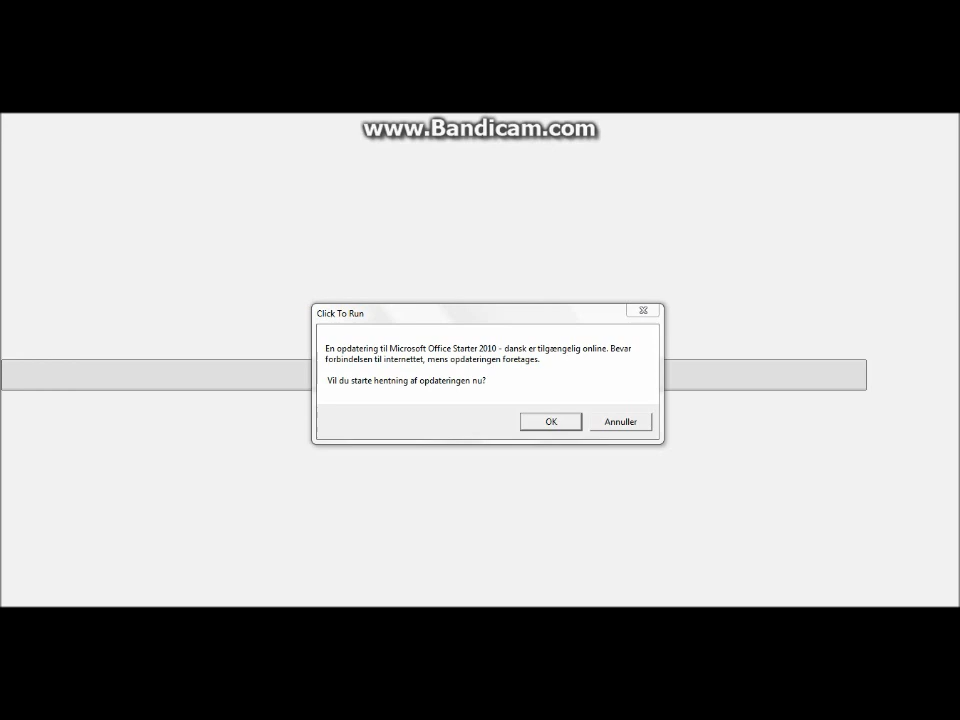 www.Bandicam.com
Click To Run
En opdatering til Microsoft Office Starter 2010 - dansk er tilgængelig online. Bevar
forbindelsen til internettet, mens opdateringen foretages.
Vil du starte hentning af opdateringen nu?
OK
Annuller